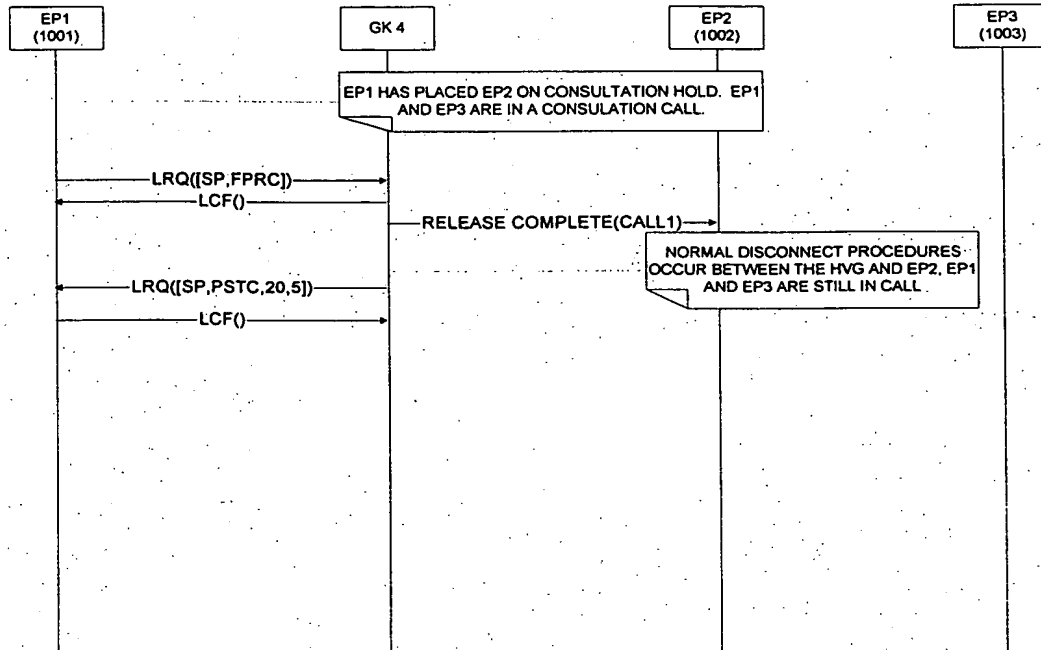 EP1
(1001)
GK 4
EP2
(1002)
EP3
(1003)
EP1 HAS PLACED EP2 ON CONSULTATION HOLD. EP1
AND EP3 ARE IN A CONSULATION CALL.
LRQ([SP,FPRC])
LCF()
RELEASE COMPLETE(CALL1)
NORMAL DISCONNECT PROCEDURES
OCCUR BETWEEN THE HVG AND EP2, EP1
AND EP3 ARE STILL IN CALL
LRQ([SP,PSTC,20,5])
LCF()